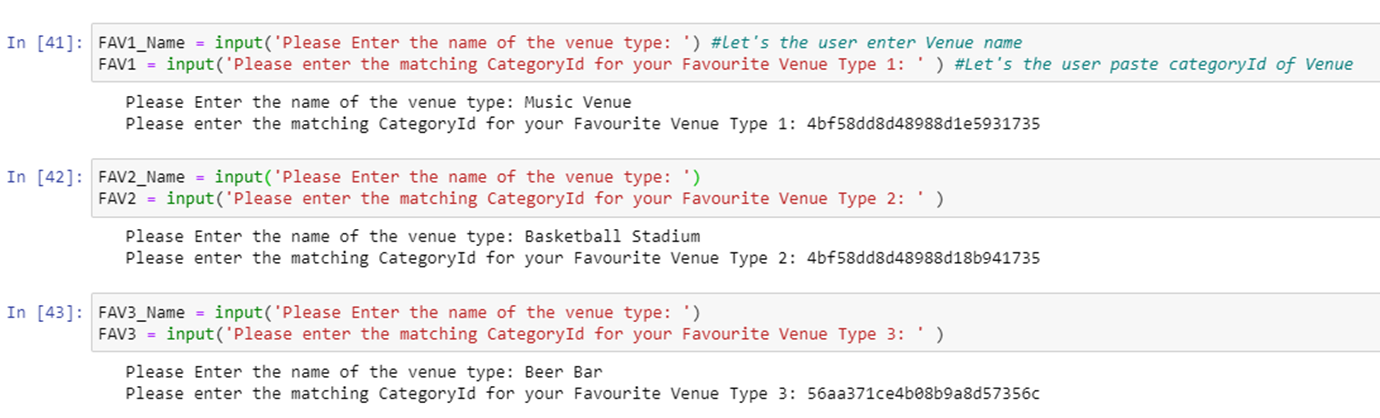 In [41]: FAV1_Name = input('Please Enter the name of the venue type: ') #let's the user enter Venue name
FAV1 = input('Please enter the matching CategoryId for your Favourite Venue Type 1: ' ) #Let's the user paste categoryId of Venue
Please Enter the name of the venue type: Music Venue
Please enter the matching CategoryId for your Favourite Venue Type 1: 4bf58dd8d48988d1e5931735
In [42]: FAV2_Name = input('Please Enter the name of the venue type: ')
FAV2 = input('Please enter the matching CategoryId for your Favourite Venue Type 2: ' )
Please Enter the name of the venue type: Basketball Stadium
Please enter the matching CategoryId for your Favourite Venue Type 2: 4bf58dd8d48988d18b941735
In [43]: FAV3_Name = input('Please Enter the name of the venue type: ')
FAV3 = input('Please enter the matching CategoryId for your Favourite Venue Type 3: ' )
Please Enter the name of the venue type: Beer Bar
Please enter the matching CategoryId for your Favourite Venue Type 3: 56aa371ce4b08b9a8d57356c